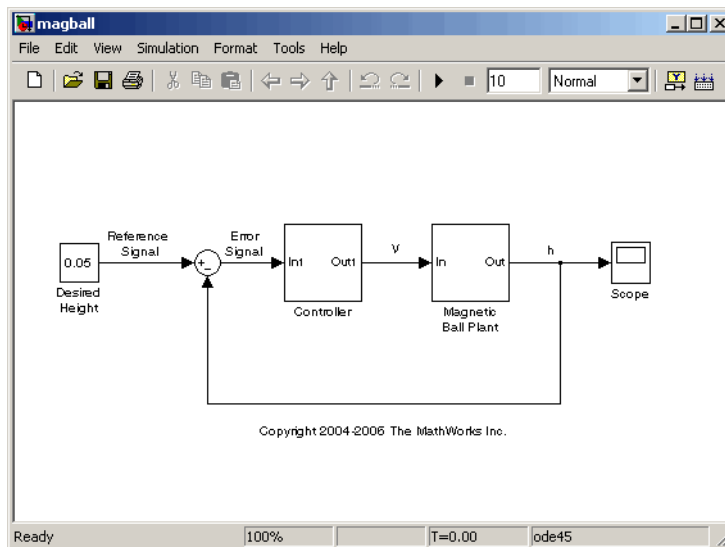 magball
File Edit View Simulation Format Tools Help
10 Normal
Reference
Signal
Error
Signal
0.05
+
-
In1 Out1
V
In Out
h
Desired
Height
Controller
Magnetic
Ball Plant
Scope
Copyright 2004-2006 The MathWorks Inc.
Ready 100% T=0.00 ode45